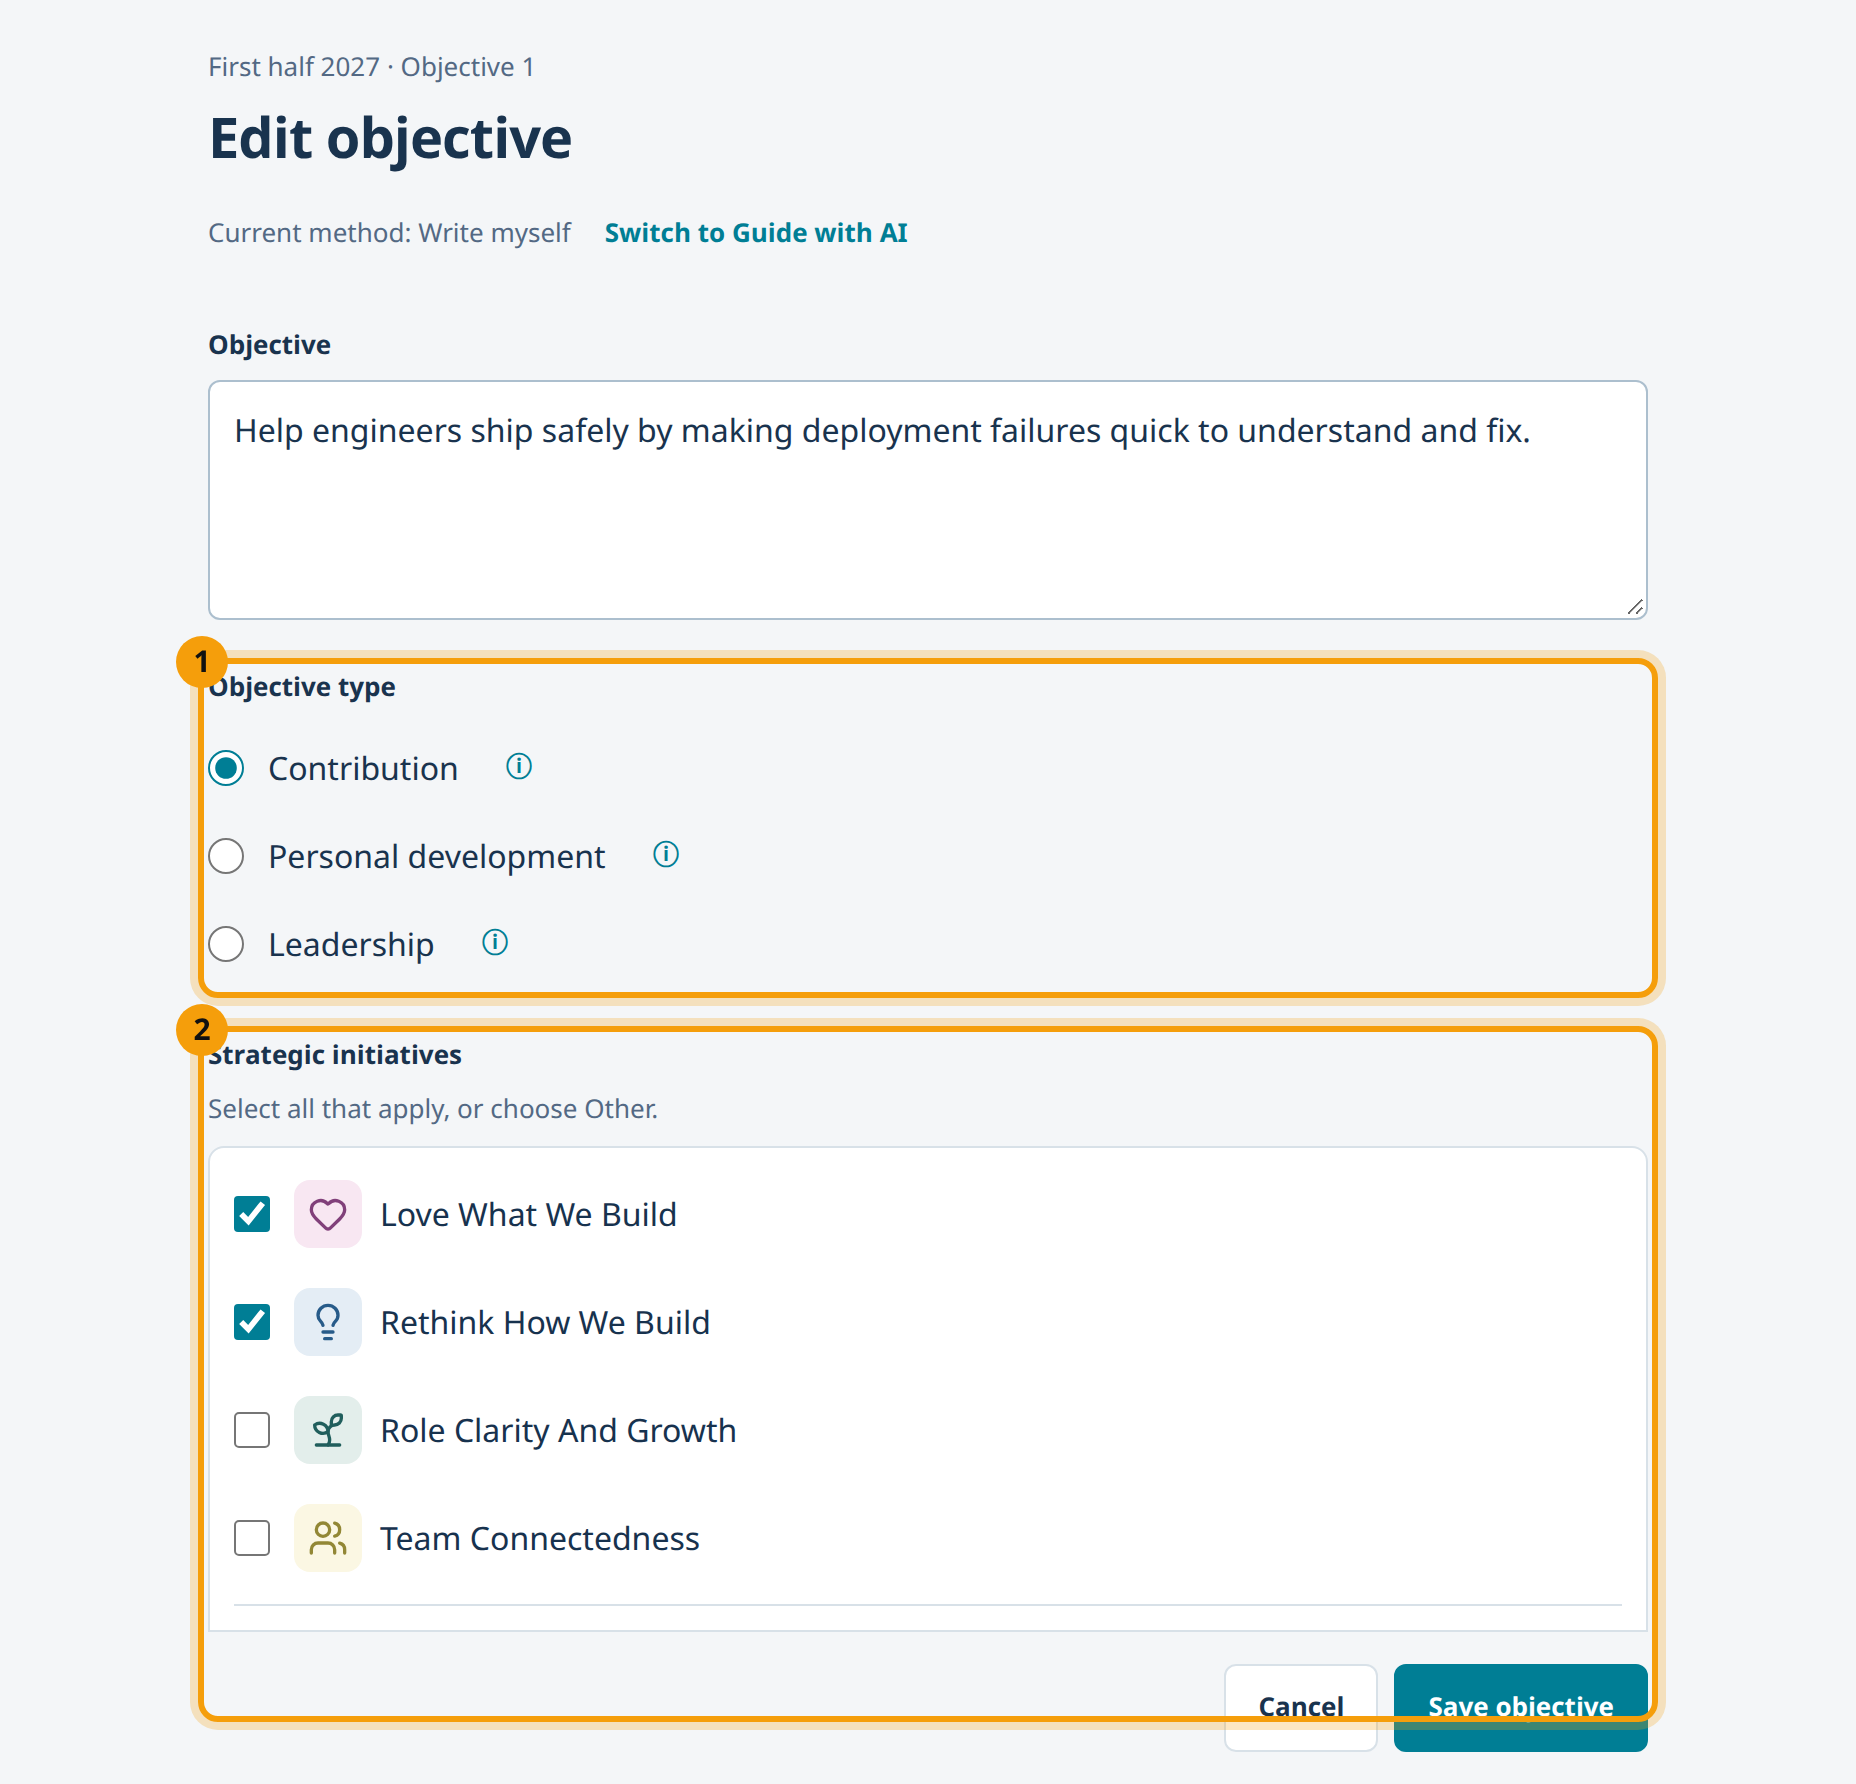 First half 2027 · Objective 1
Edit objective
Current method: Write myself Switch to Guide with AI
Objective
Help engineers ship safely by making deployment failures quick to understand and fix.
1
Objective type
Contribution
Personal development
Leadership
2
Strategic initiatives
Select all that apply, or choose Other.
Love What We Build
Rethink How We Build
Role Clarity And Growth
Team Connectedness
Cancel Save objective